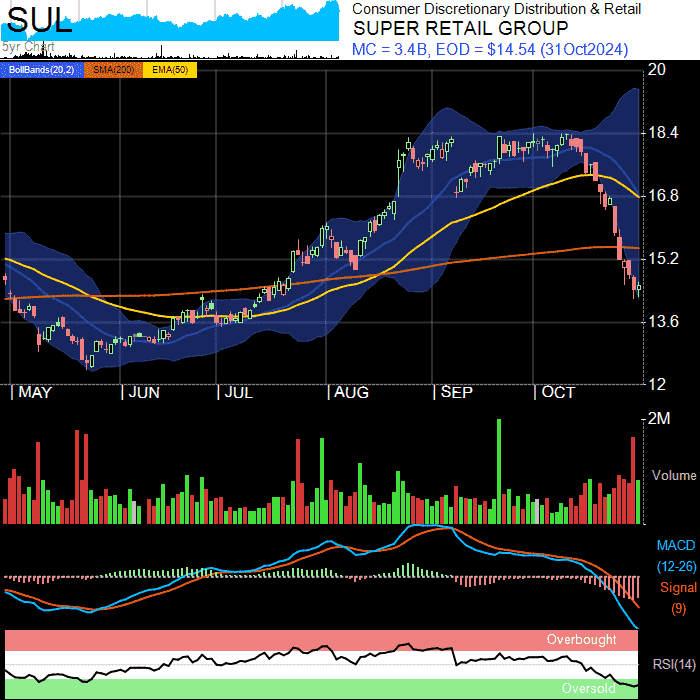 SUL
5yr Chart
Consumer Discretionary Distribution & Retail
SUPER RETAIL GROUP
MC = 3.4B, EOD = $14.54 (31Oct2024)
BollBands(20,2) SMA(200) EMA(50)
20
18.4
16.8
15.2
13.6
12
MAY JUN JUL AUG SEP OCT
2M
Volume
MACD
(12-26)
Signal
(9)
Overbought
RSI(14)
Oversold